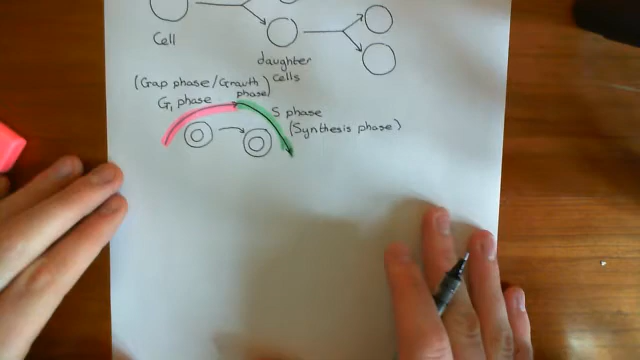 Cell
daughter
cells
(Gap phase/Growth phase)
G₁ phase
S phase
(Synthesis phase)